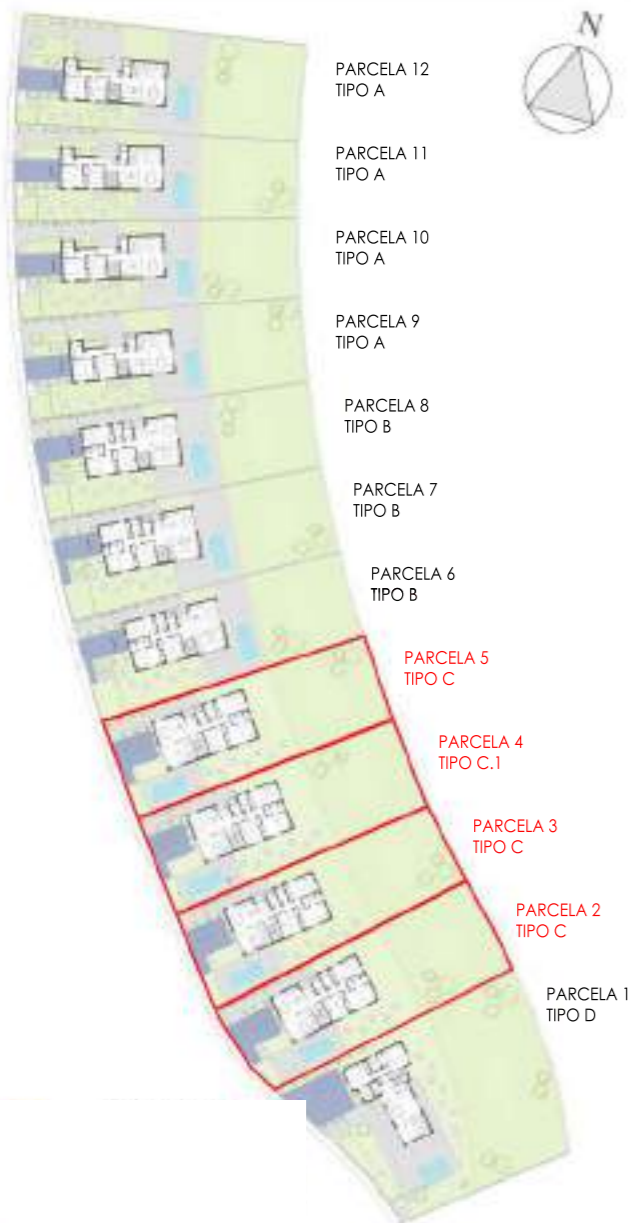 N
PARCELA 12
TIPO A
PARCELA 11
TIPO A
PARCELA 10
TIPO A
PARCELA 9
TIPO A
PARCELA 8
TIPO B
PARCELA 7
TIPO B
PARCELA 6
TIPO B
PARCELA 5
TIPO C
PARCELA 4
TIPO C.1
PARCELA 3
TIPO C
PARCELA 2
TIPO C
PARCELA 1
TIPO D